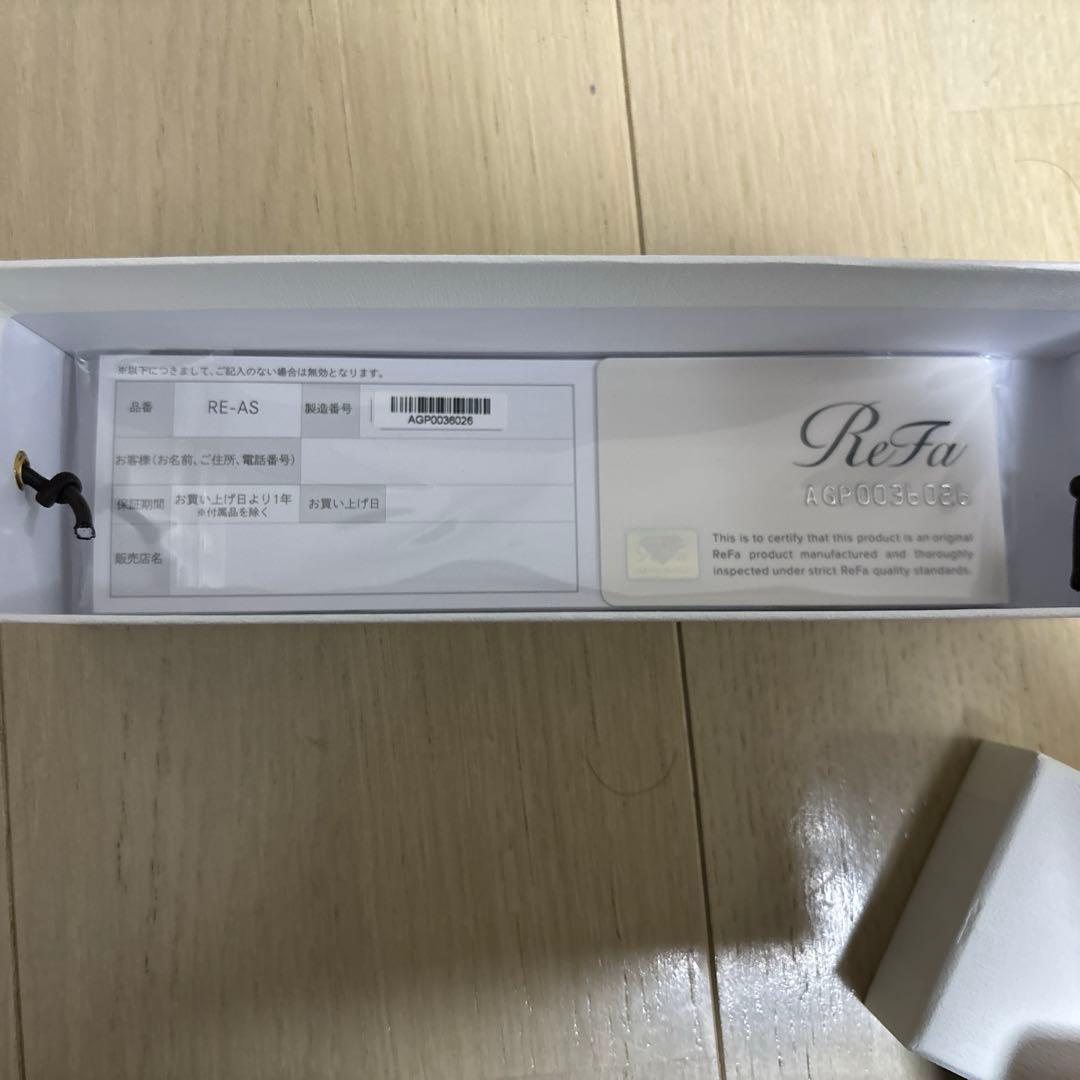 ※以下につきまして、ご記入のない場合は無効となります。
品番 RE-AS 製造番号 AGP0036026
お客様(お名前、ご住所、電話番号)
保証期間 お買い上げ日より1年 お買い上げ日
※付属品を除く
販売店名
ReFa
AGP0036026
This is to certify that this product is an original
ReFa product manufactured and thoroughly
inspected under strict ReFa quality standards.